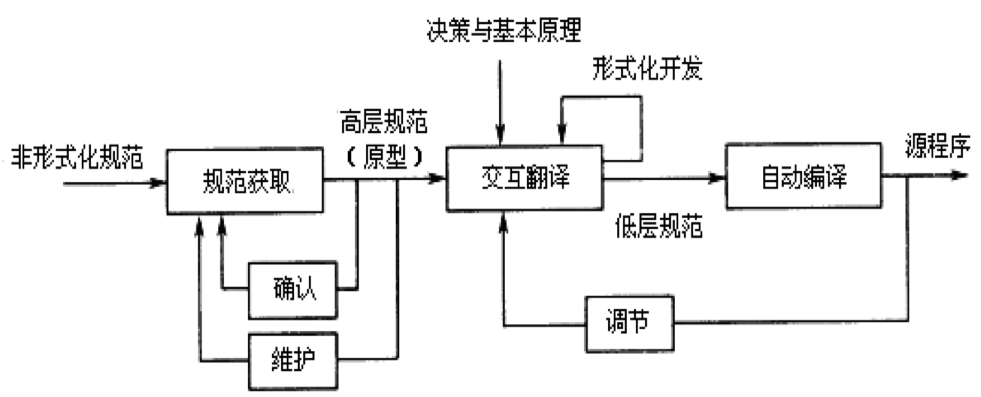 决策与基本原理
形式化开发
高层规范
（原型）
非形式化规范
规范获取
交互翻译
自动编译
源程序
低层规范
确认
维护
调节